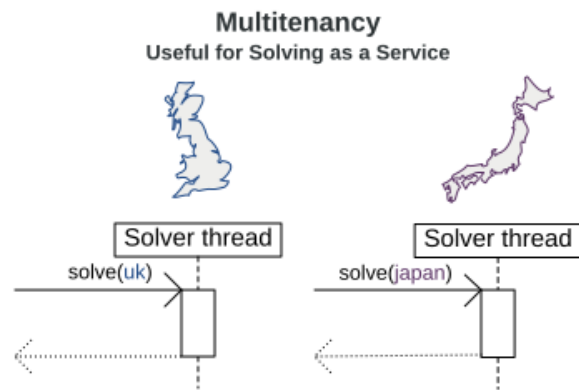 Multitenancy
Useful for Solving as a Service
Solver thread
solve(uk)
Solver thread
solve(japan)